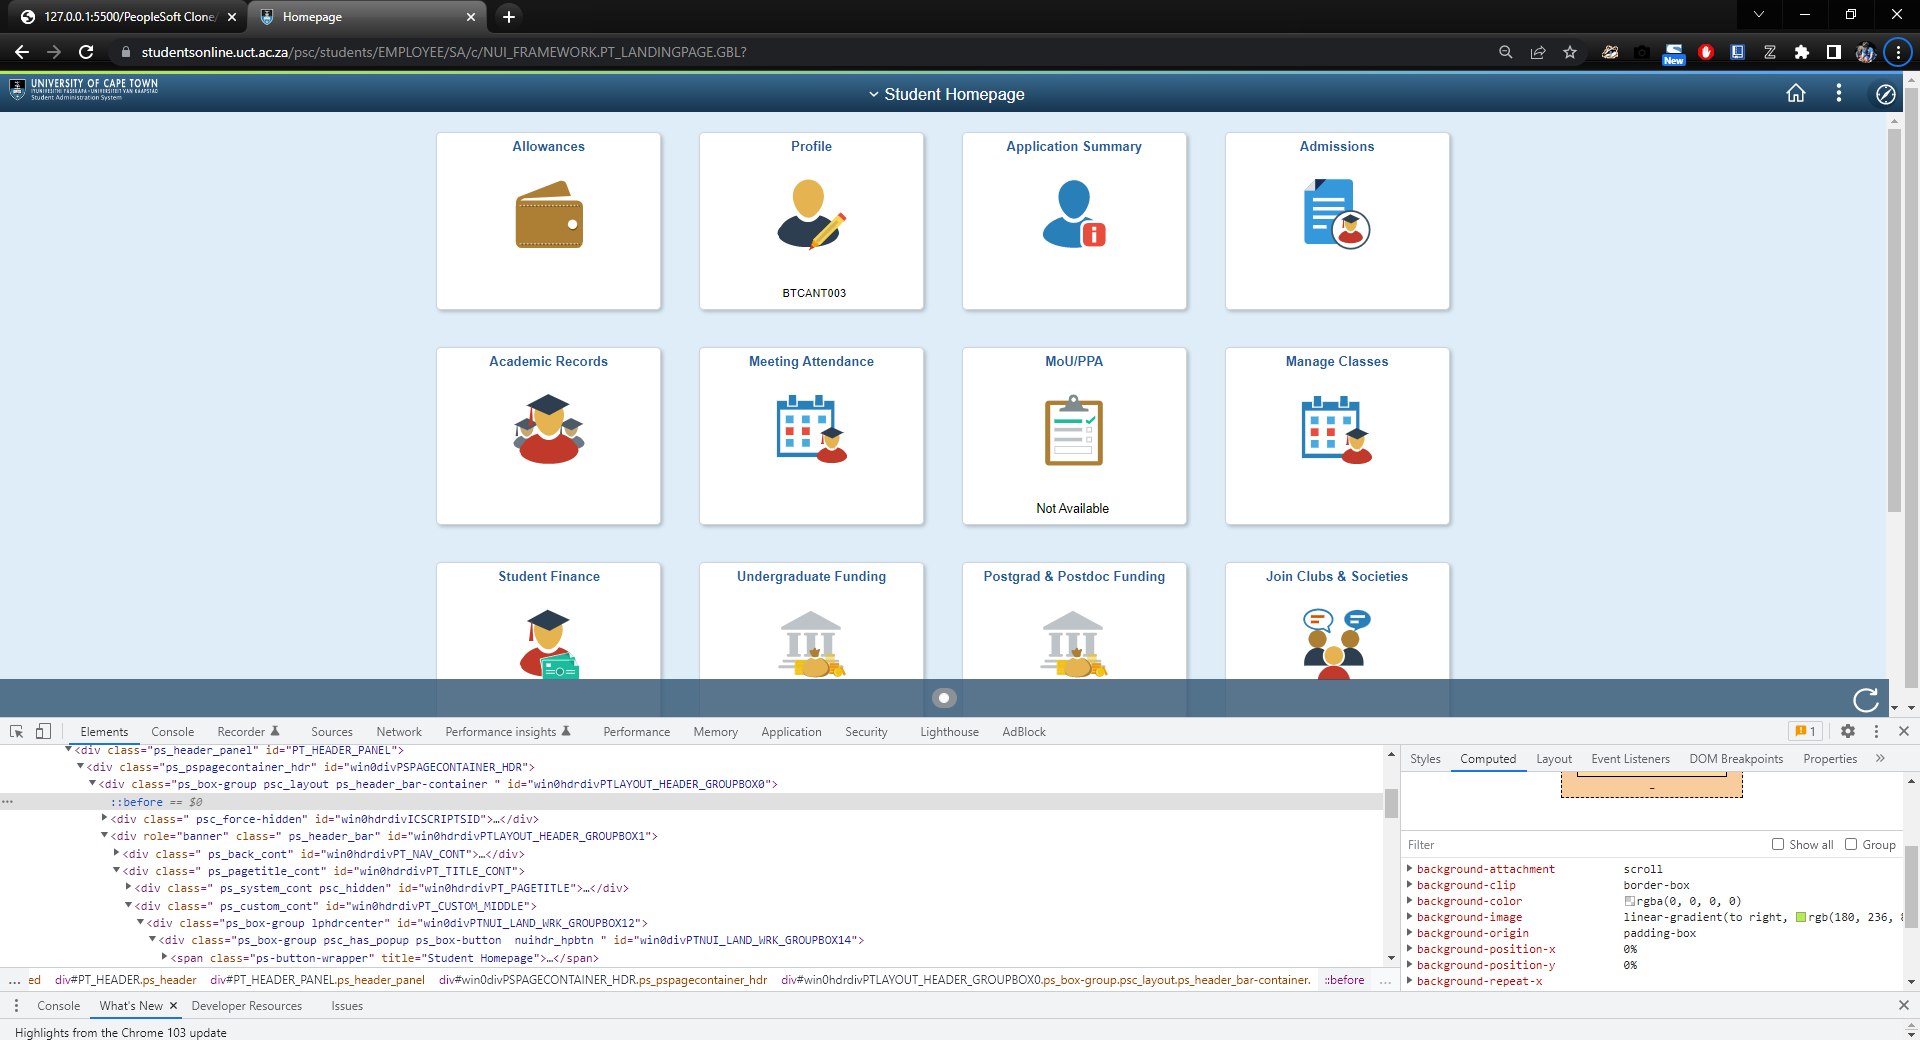 127.0.0.1:5500/PeopleSoft Clone/
Homepage
studentsonline.uct.ac.za/psc/students/EMPLOYEE/SA/c/NUI_FRAMEWORK.PT_LANDINGPAGE.GBL?
New
UNIVERSITY OF CAPE TOWN
IYUNIVESITHI YASEKAPA • UNIVERSITEIT VAN KAAPSTAD
Student Administration System
Student Homepage
Allowances
Profile
Application Summary
Admissions
BTCANT003
Academic Records
Meeting Attendance
MoU/PPA
Manage Classes
Not Available
Student Finance
Undergraduate Funding
Postgrad & Postdoc Funding
Join Clubs & Societies
Elements
Console
Recorder
Sources
Network
Performance insights
Performance
Memory
Application
Security
Lighthouse
AdBlock
1
<div class="ps_header_panel" id="PT_HEADER_PANEL">
<div class="ps_pspagecontainer_hdr" id="win0divPSPAGECONTAINER_HDR">
<div class="ps_box-group psc_layout ps_header_bar-container " id="win0hdrdivPTLAYOUT_HEADER_GROUPBOX0">
::before == $0
<div class=" psc_force-hidden" id="win0hdrdivICSCRIPTSID">…</div>
<div role="banner" class=" ps_header_bar" id="win0hdrdivPTLAYOUT_HEADER_GROUPBOX1">
<div class=" ps_back_cont" id="win0hdrdivPT_NAV_CONT">…</div>
<div class=" ps_pagetitle_cont" id="win0hdrdivPT_TITLE_CONT">
<div class=" ps_system_cont psc_hidden" id="win0hdrdivPT_PAGETITLE">…</div>
<div class=" ps_custom_cont" id="win0hdrdivPT_CUSTOM_MIDDLE">
<div class="ps_box-group lphdrcenter" id="win0divPTNUI_LAND_WRK_GROUPBOX12">
<div class="ps_box-group psc_has_popup ps_box-button  nuihdr_hpbtn " id="win0divPTNUI_LAND_WRK_GROUPBOX14">
<span class="ps-button-wrapper" title="Student Homepage">…</span>
... ed div#PT_HEADER.ps_header div#PT_HEADER_PANEL.ps_header_panel div#win0divPSPAGECONTAINER_HDR.ps_pspagecontainer_hdr div#win0hdrdivPTLAYOUT_HEADER_GROUPBOX0.ps_box-group.psc_layout.ps_header_bar-container. ::before ...
Styles
Computed
Layout
Event Listeners
DOM Breakpoints
Properties
Filter
Show all
Group
background-attachment scroll
background-clip border-box
background-color rgba(0, 0, 0, 0)
background-image linear-gradient(to right, rgb(180, 236,
background-origin padding-box
background-position-x 0%
background-position-y 0%
background-repeat-x
Console
What's New
Developer Resources
Issues
Highlights from the Chrome 103 update